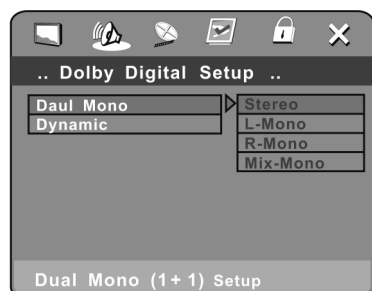 .. Dolby Digital Setup ..
Daul Mono
Dynamic
Stereo
L-Mono
R-Mono
Mix-Mono
Dual Mono (1+1) Setup